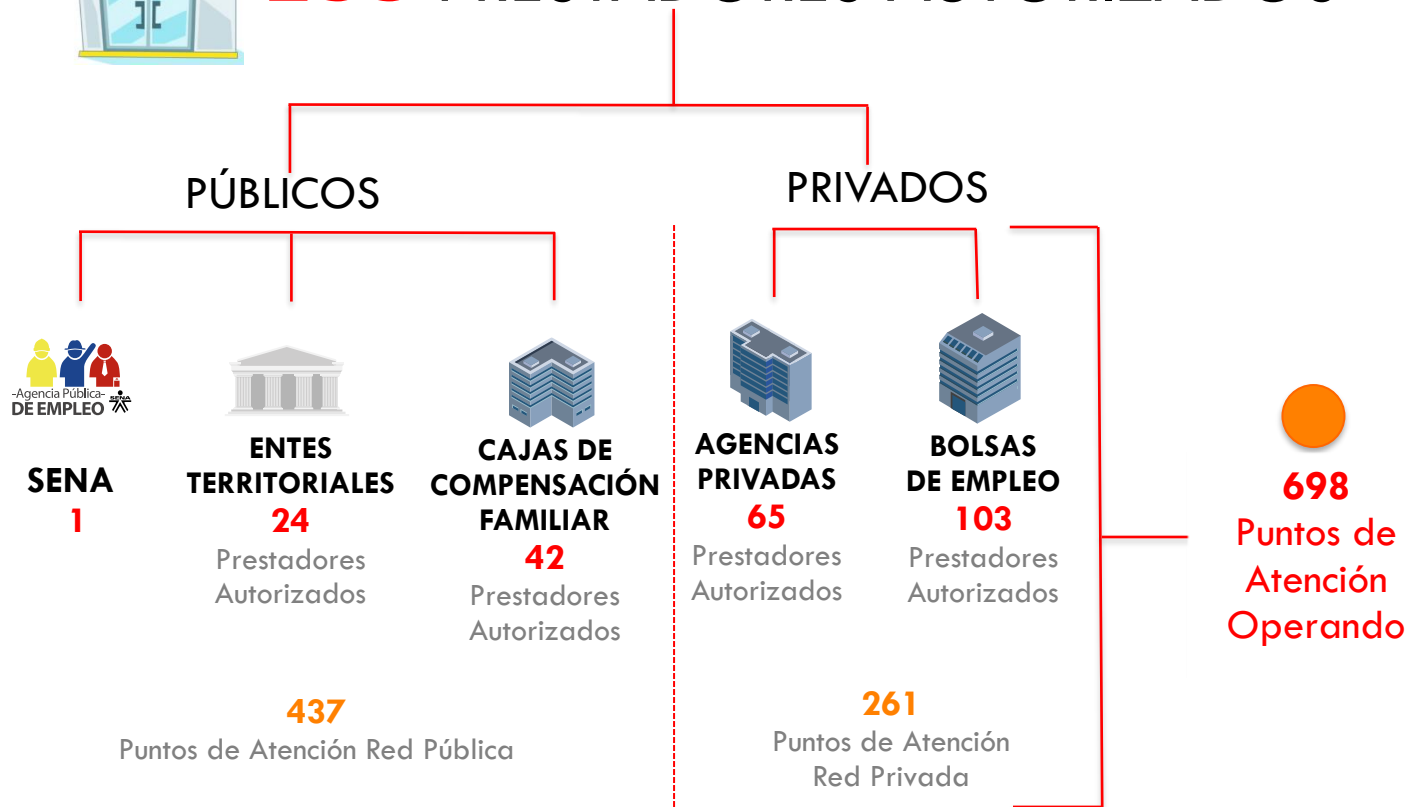 PRESTADORES AUTORIZADOS
PÚBLICOS
PRIVADOS
-Agencia Pública-
DE EMPLEO
SENA
SENA
1
ENTES
TERRITORIALES
24
Prestadores
Autorizados
CAJAS DE
COMPENSACIÓN
FAMILIAR
42
Prestadores
Autorizados
AGENCIAS
PRIVADAS
65
Prestadores
Autorizados
BOLSAS
DE EMPLEO
103
Prestadores
Autorizados
698
Puntos de
Atención
Operando
437
Puntos de Atención Red Pública
261
Puntos de Atención
Red Privada